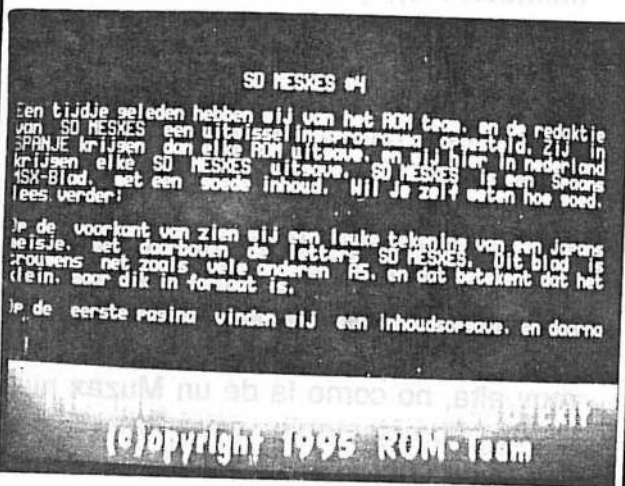 SD MESXES #4
Een tijdje geleden hebben wij van het ROM team. en de redaktie
van SD MESXES een uitwisselingsprogramma opgesteld. Zij in
SPANJE krijgen dan elke ROM uitgave. en wij hier in nederland
krijgen elke SD MESXES uitgave. SD MESXES is een Spaans
MSX-Blad. met een goede inhoud. Wil Je zelf weten hoe goed.
lees verder!
Op de voorkant van zien wij een leuke tekening van een Japans
meisje. met daarboven de letters SD MESXES. Dit blad is
trouwens net zoals vele anderen A5. en dat betekent dat het
klein. maar dik in formaat is.
Op de eerste pagina vinden wij een inhoudsopgave. en daarna
(c)opyright 1995 ROM-Team